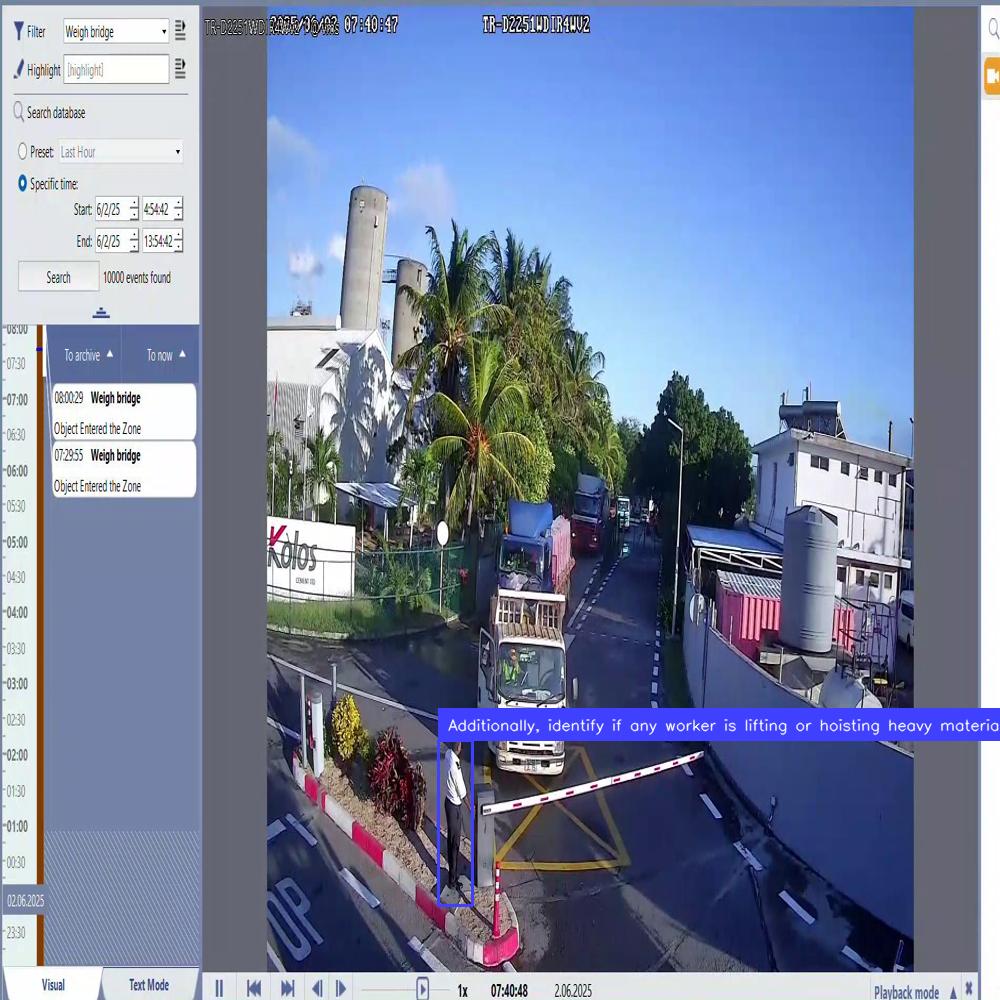 Filter
Weigh bridge
Highlight
[highlight]
Search database
Preset:
Last Hour
Specific time:
Start:
6/2/25
4:54:42
End:
6/2/25
13:54:42
Search
10000 events found
To archive
To now
08:00:29 Weigh bridge
Object Entered the Zone
07:29:55 Weigh bridge
Object Entered the Zone
08:00
07:30
07:00
06:30
06:00
05:30
05:00
04:30
04:00
03:30
03:00
02:30
02:00
01:30
01:00
00:30
02.06.2025
23:30
Visual
Text Mode
07:40:47
TR-D2251WDIR4WV2
Kolos
CEMENT LTD
Additionally, identify if any worker is lifting or hoisting heavy materia
OP
1x
07:40:48
2.06.2025
Playback mode